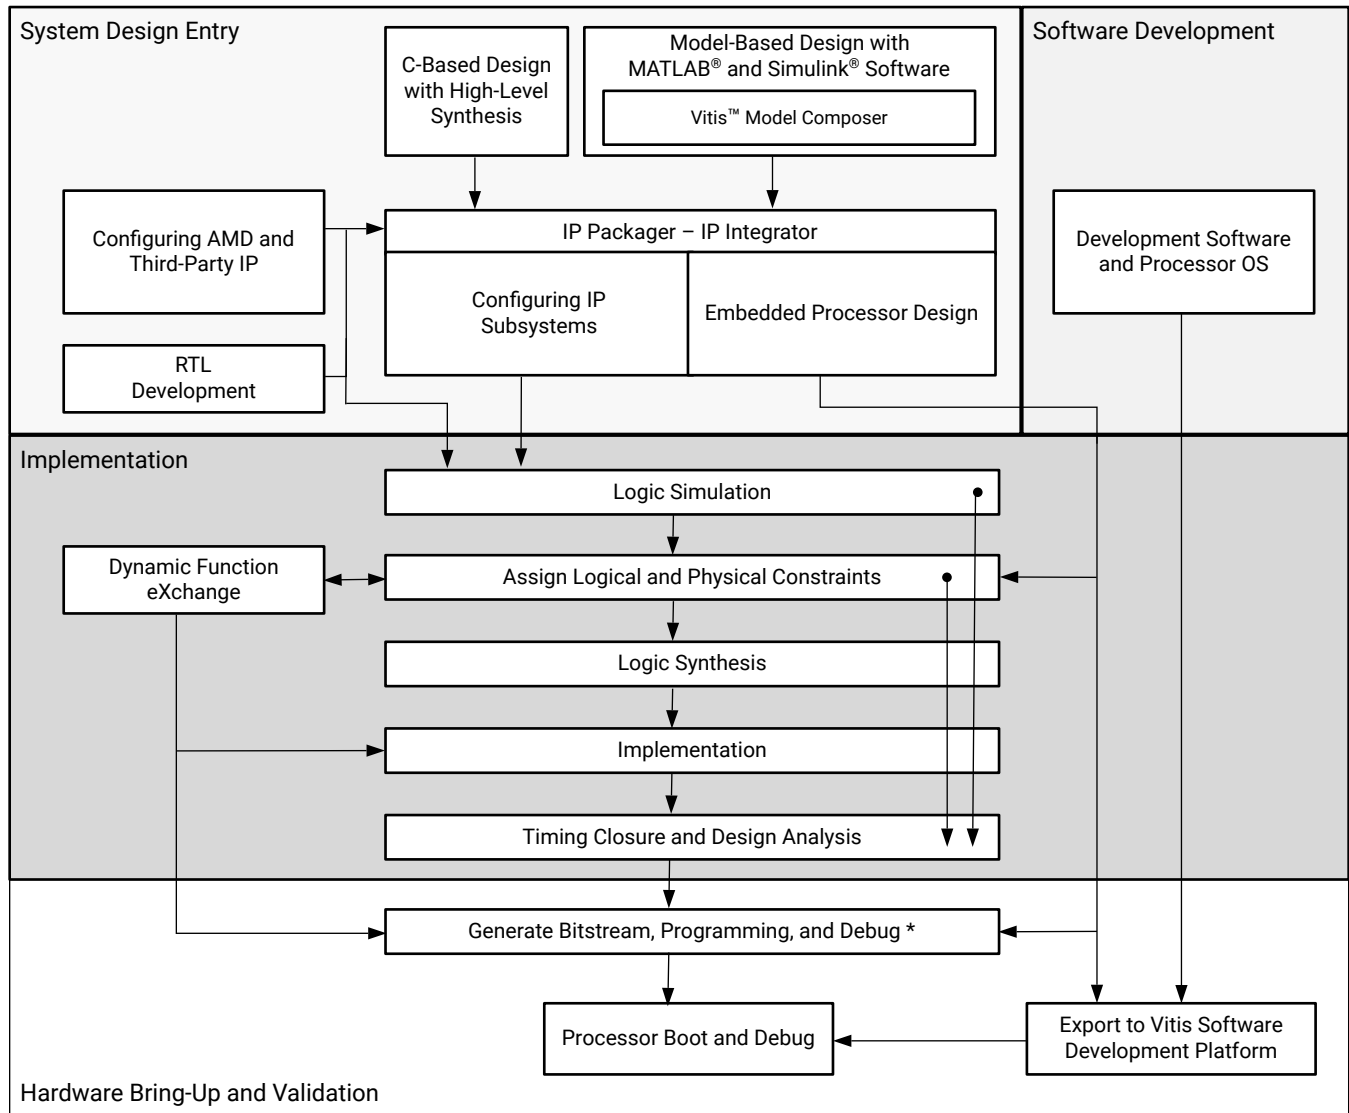 System Design Entry
Software Development
C-Based Design
with High-Level
Synthesis
Model-Based Design with
MATLAB® and Simulink® Software
Vitis™ Model Composer
Configuring AMD and
Third-Party IP
IP Packager – IP Integrator
Development Software
and Processor OS
Configuring IP
Subsystems
Embedded Processor Design
RTL
Development
Implementation
Logic Simulation
Dynamic Function
eXchange
Assign Logical and Physical Constraints
Logic Synthesis
Implementation
Timing Closure and Design Analysis
Generate Bitstream, Programming, and Debug *
Processor Boot and Debug
Export to Vitis Software
Development Platform
Hardware Bring-Up and Validation